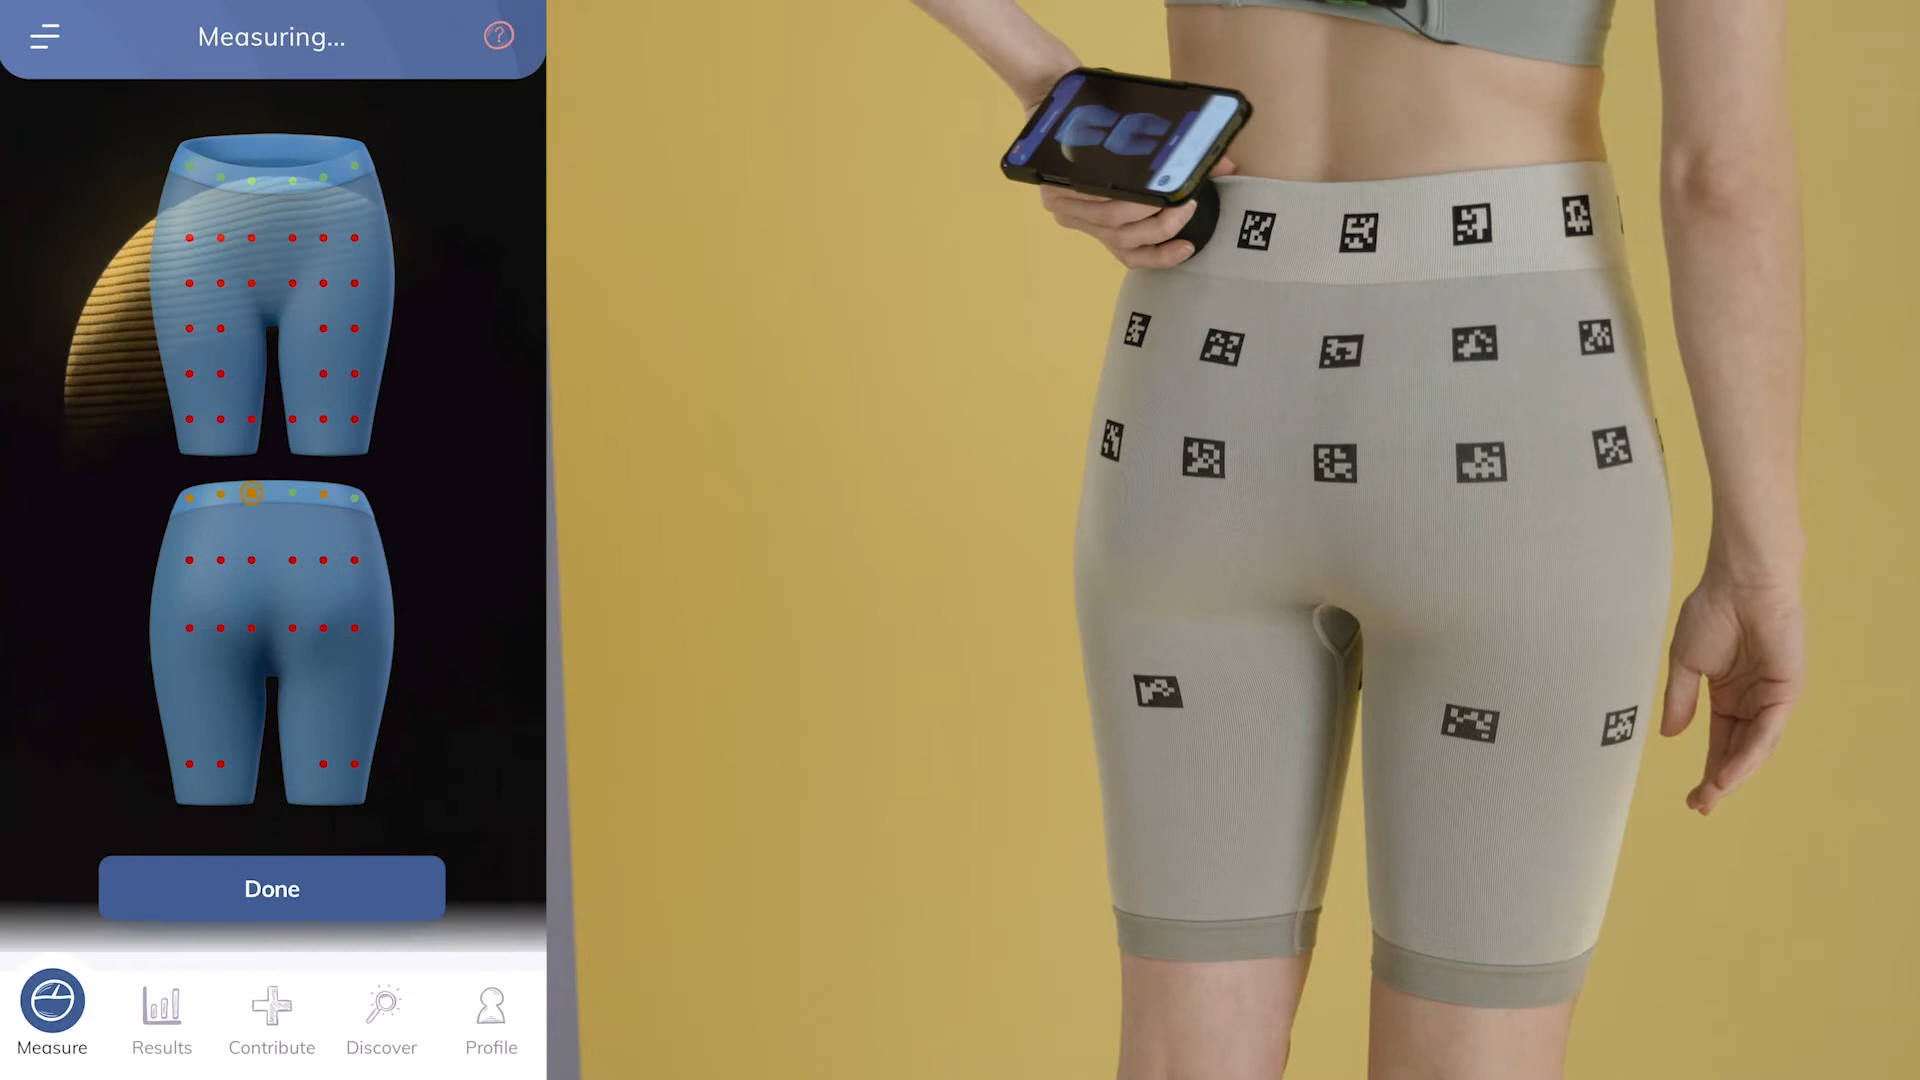 Measuring...
?
Done
Measure
Results
Contribute
Discover
Profile